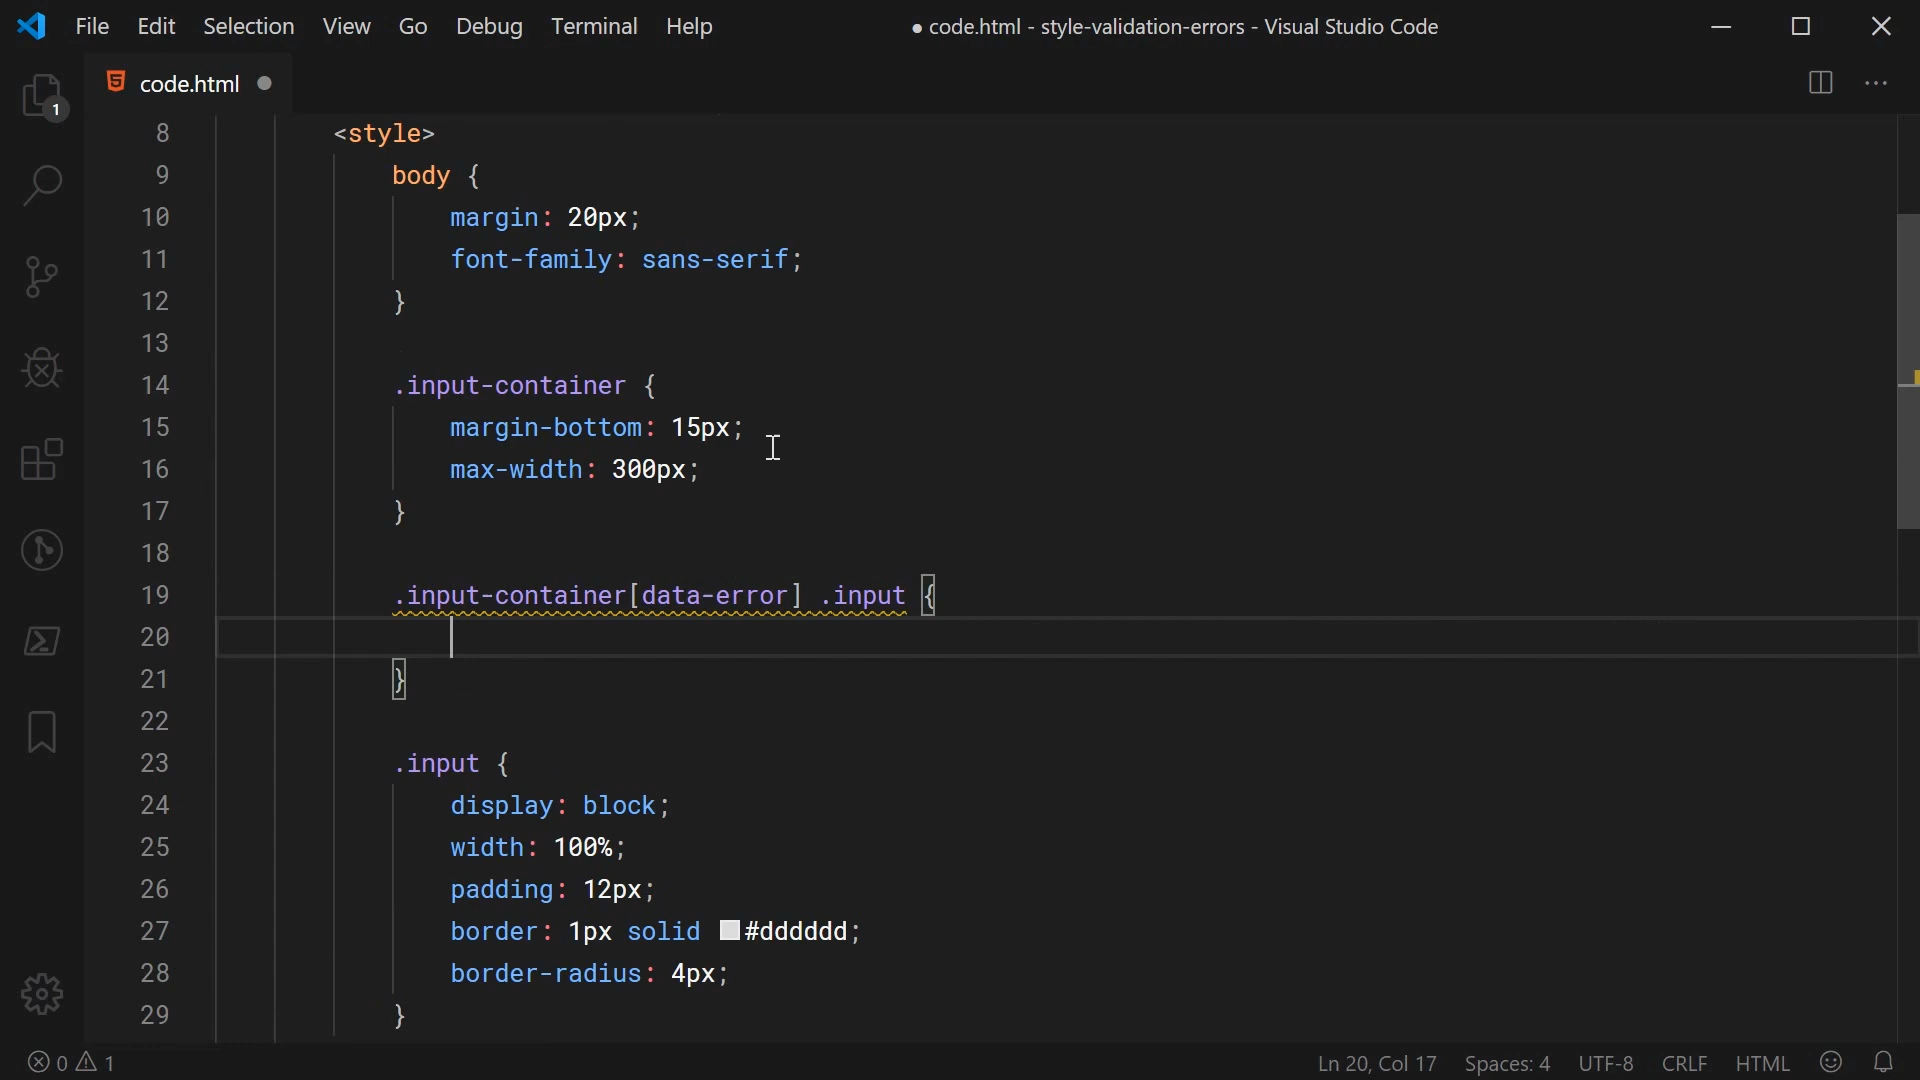 File Edit Selection View Go Debug Terminal Help ● code.html - style-validation-errors - Visual Studio Code
code.html ●
1
8 <style>
9 body {
10 margin: 20px;
11 font-family: sans-serif;
12 }
13
14 .input-container {
15 margin-bottom: 15px;
16 max-width: 300px;
17 }
18
19 .input-container[data-error] .input {
20
21 }
22
23 .input {
24 display: block;
25 width: 100%;
26 padding: 12px;
27 border: 1px solid #dddddd;
28 border-radius: 4px;
29 }
0 1 Ln 20, Col 17 Spaces: 4 UTF-8 CRLF HTML